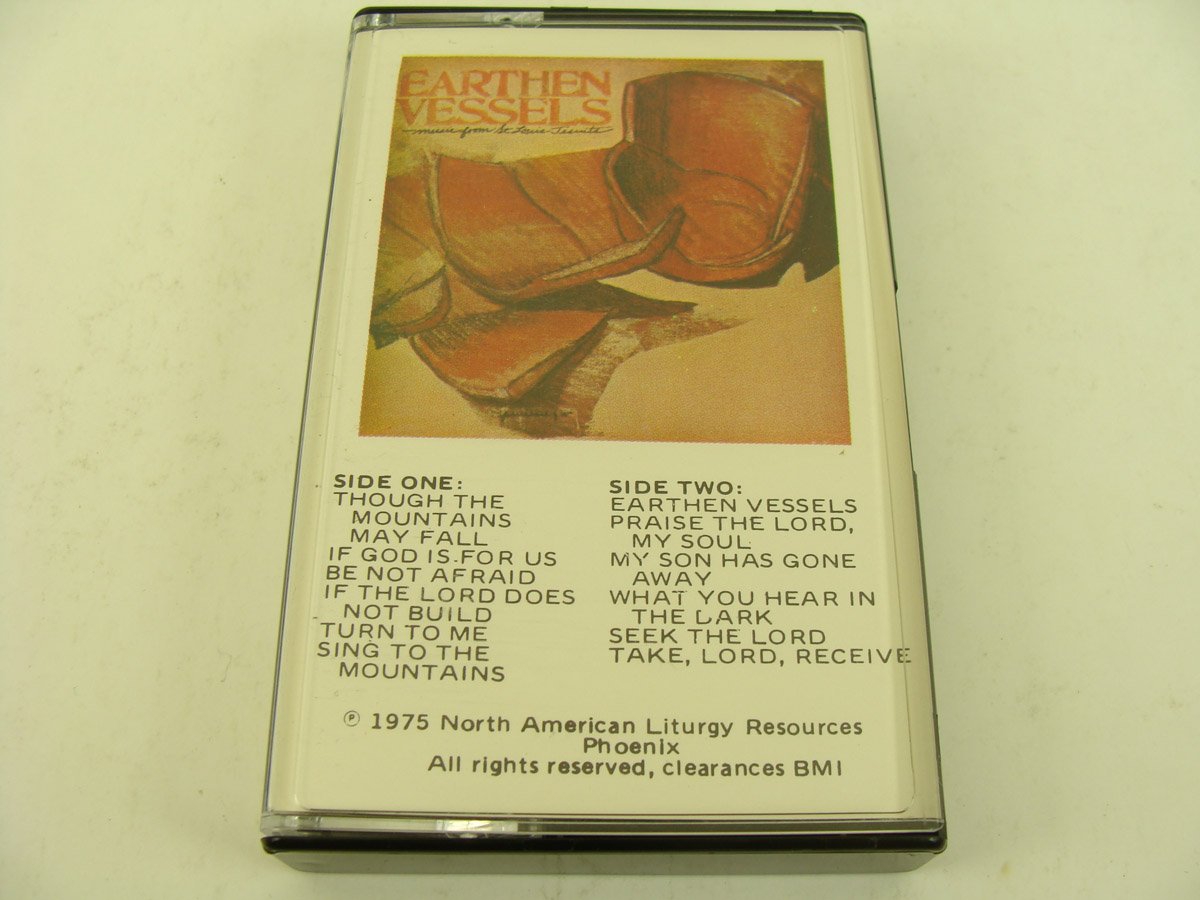 EARTHEN
VESSELS
music from St. Louis Jesuits
SIDE ONE:
THOUGH THE
MOUNTAINS
MAY FALL
IF GOD IS FOR US
BE NOT AFRAID
IF THE LORD DOES
NOT BUILD
TURN TO ME
SING TO THE
MOUNTAINS
SIDE TWO:
EARTHEN VESSELS
PRAISE THE LORD,
MY SOUL
MY SON HAS GONE
AWAY
WHAT YOU HEAR IN
THE DARK
SEEK THE LORD
TAKE, LORD, RECEIVE
℗ 1975 North American Liturgy Resources
Phoenix
All rights reserved, clearances BMI